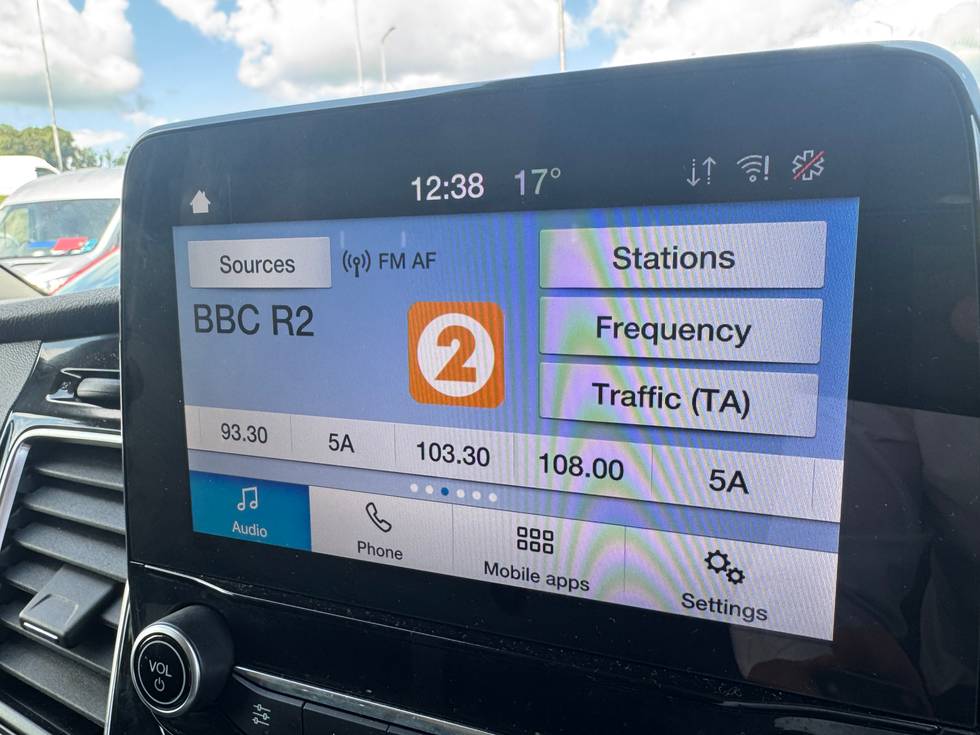 12:38 17°
Sources FM AF Stations
BBC R2
2
Frequency
Traffic (TA)
93.30 5A 103.30 108.00 5A
Audio Phone Mobile apps Settings
VOL